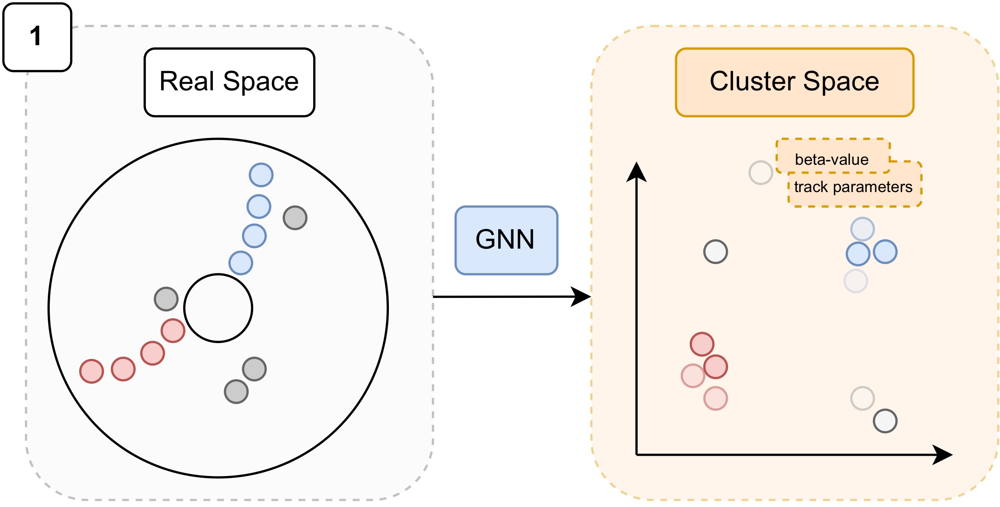 1
Real Space
GNN
Cluster Space
beta-value
track parameters